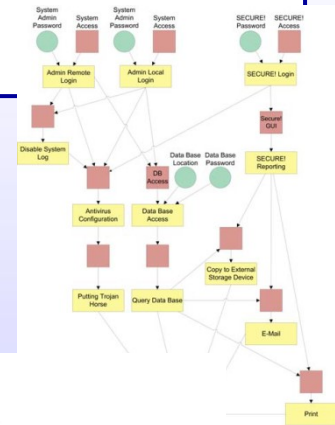 System
Admin
Password
System
Access
System
Admin
Password
System
Access
SECURE!
Password
SECURE!
Access
Admin Remote
Login
Admin Local
Login
SECURE! Login
Secure!
GUI
Disable System
Log
DB
Access
Data Base
Location
Data Base
Password
SECURE!
Reporting
Antivirus
Configuration
Data Base
Access
Copy to External
Storage Device
Putting Trojan
Horse
Query Data Base
E-Mail
Print